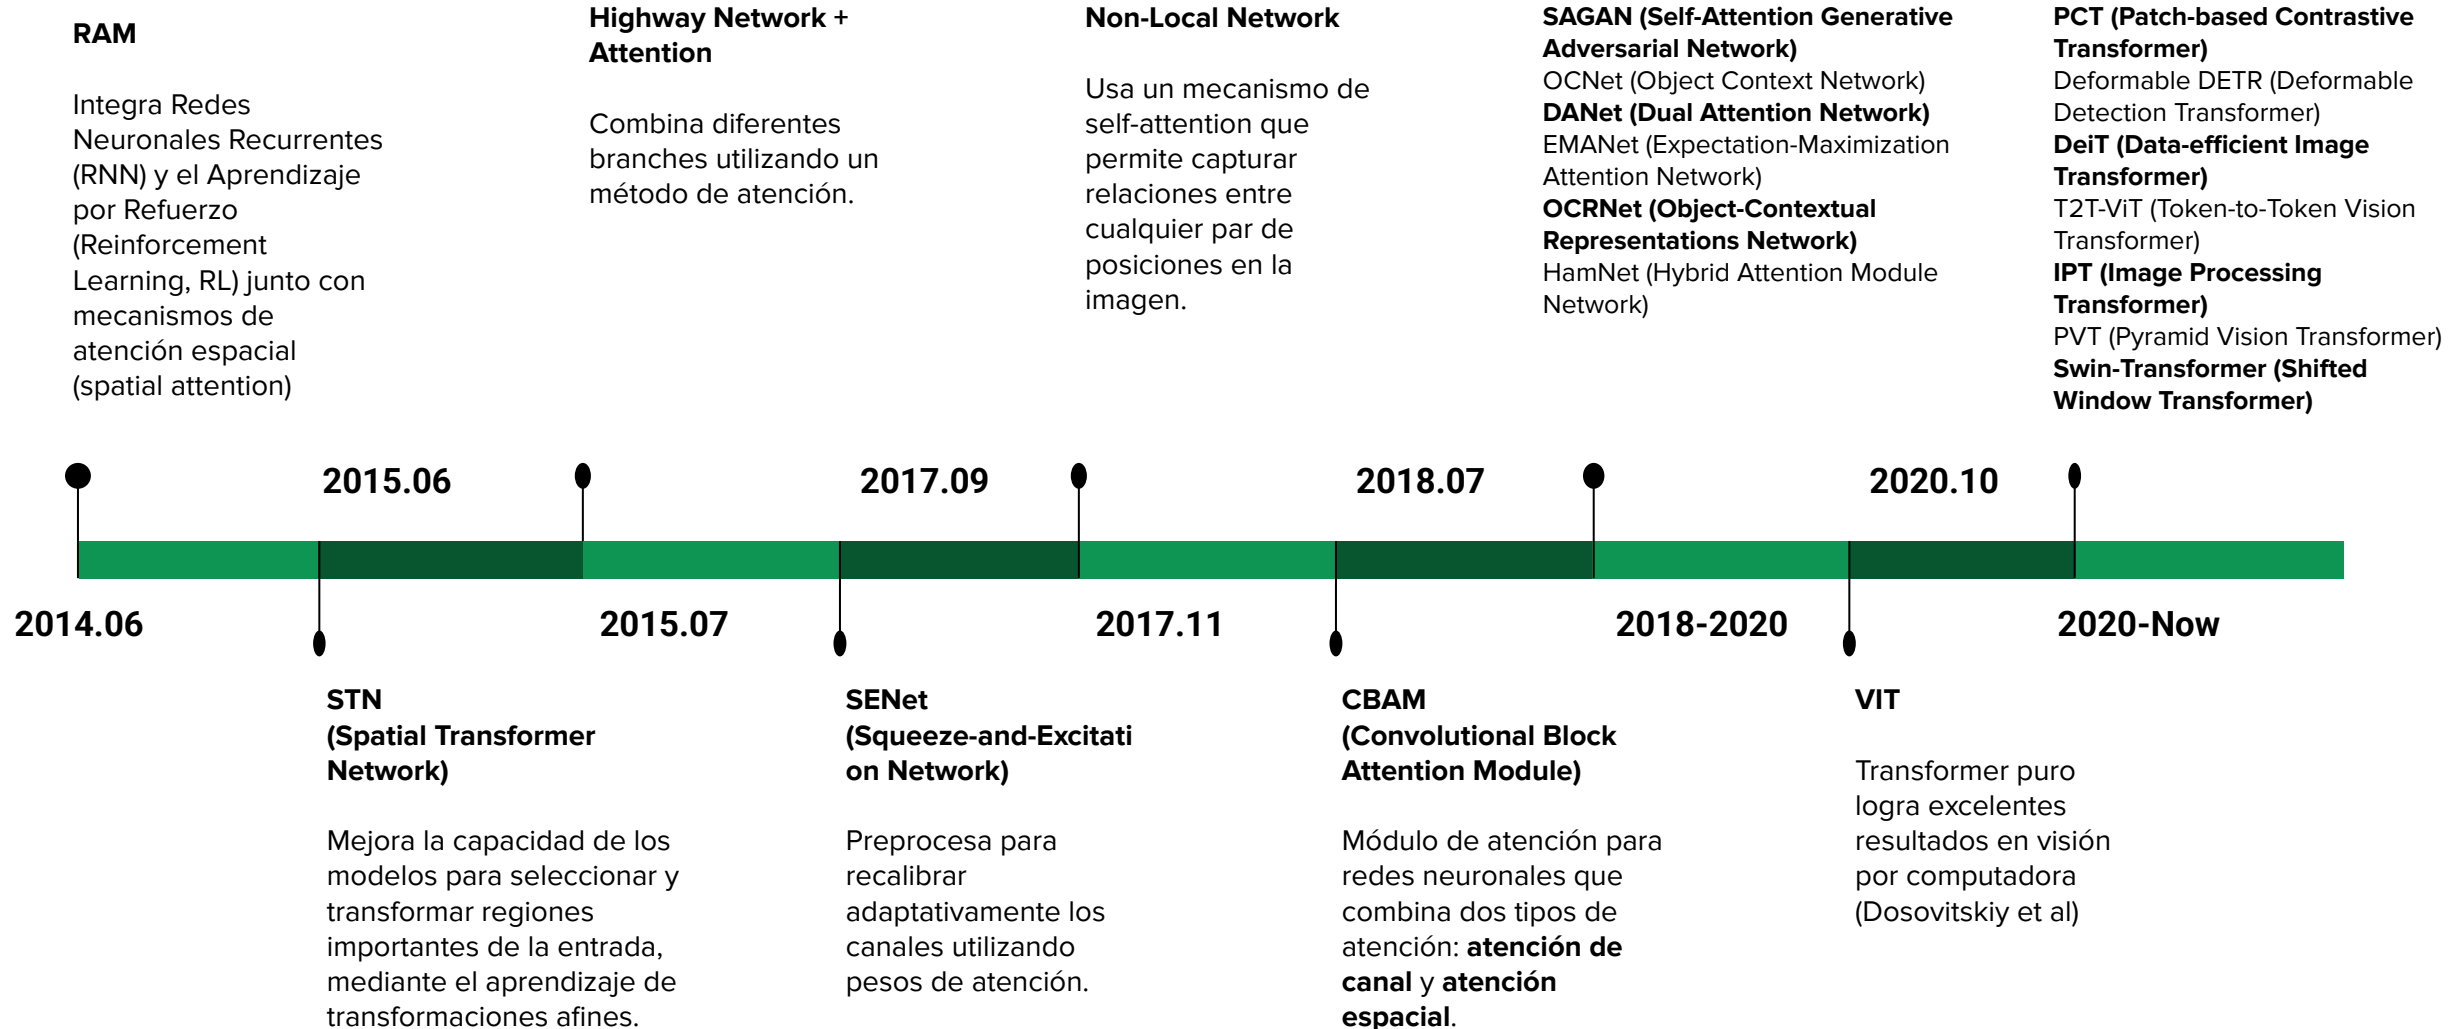 RAM
Integra Redes
Neuronales Recurrentes
(RNN) y el Aprendizaje
por Refuerzo
(Reinforcement
Learning, RL) junto con
mecanismos de
atención espacial
(spatial attention)
Highway Network +
Attention
Combina diferentes
branches utilizando un
método de atención.
Non-Local Network
Usa un mecanismo de
self-attention que
permite capturar
relaciones entre
cualquier par de
posiciones en la
imagen.
SAGAN (Self-Attention Generative
Adversarial Network)
OCNet (Object Context Network)
DANet (Dual Attention Network)
EMANet (Expectation-Maximization
Attention Network)
OCRNet (Object-Contextual
Representations Network)
HamNet (Hybrid Attention Module
Network)
PCT (Patch-based Contrastive
Transformer)
Deformable DETR (Deformable
Detection Transformer)
DeiT (Data-efficient Image
Transformer)
T2T-ViT (Token-to-Token Vision
Transformer)
IPT (Image Processing
Transformer)
PVT (Pyramid Vision Transformer)
Swin-Transformer (Shifted
Window Transformer)
2015.06
2017.09
2018.07
2020.10
2014.06
2015.07
2017.11
2018-2020
2020-Now
STN
(Spatial Transformer
Network)
Mejora la capacidad de los
modelos para seleccionar y
transformar regiones
importantes de la entrada,
mediante el aprendizaje de
transformaciones afines.
SENet
(Squeeze-and-Excitati
on Network)
Preprocesa para
recalibrar
adaptativamente los
canales utilizando
pesos de atención.
CBAM
(Convolutional Block
Attention Module)
Módulo de atención para
redes neuronales que
combina dos tipos de
atención: atención de
canal y atención
espacial.
VIT
Transformer puro
logra excelentes
resultados en visión
por computadora
(Dosovitskiy et al)